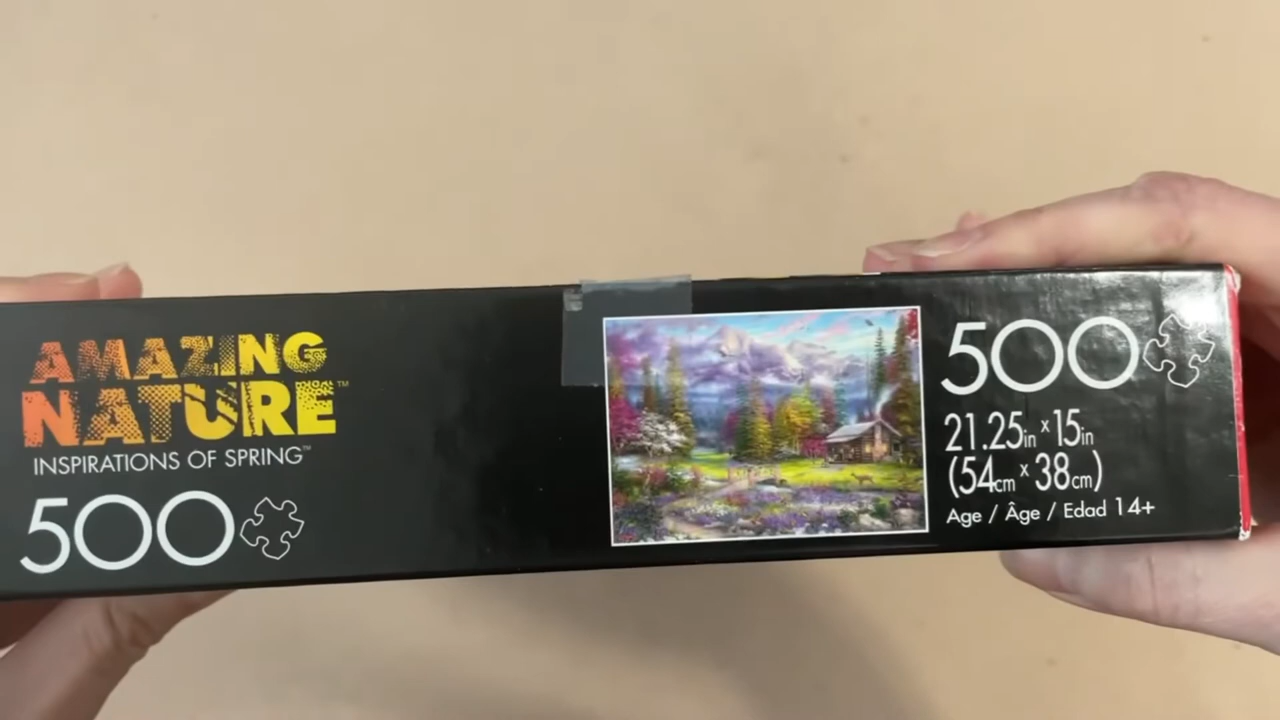 AMAZING
NATURE™
INSPIRATIONS OF SPRING™
500
500
21.25in x 15in
(54cm x 38cm)
Age / Âge / Edad 14+